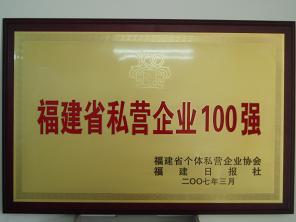 福建省私营企业100强
福建省个体私营企业协会
福建日报社
二〇〇七年三月